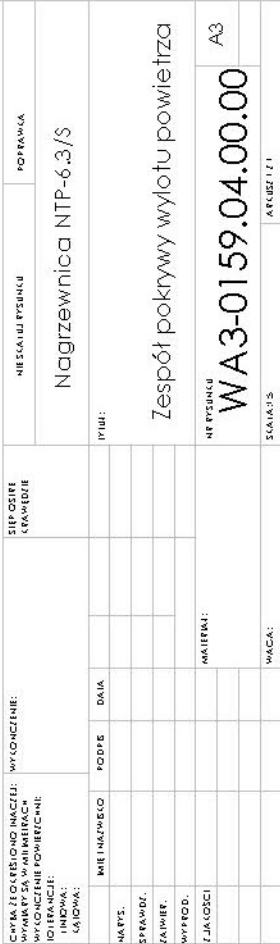 CHYBA ŻE OKREŚLONO INACZEJ:
WYMIARY SĄ W MILIMETRACH
WYKOŃCZENIE POWIERZCHNI:
TOLERANCJE:
LINIOWA:
KĄTOWA:
WYKOŃCZENIE:
STĘP OSTRE
KRAWĘDZIE
NIE SKALUJ RYSUNKU
POPRAWKA
Nagrzewnica NTP-6.3/S
IMIĘ I NAZWISKO
PODPIS
DATA
TYTUŁ:
NARYS.
SPRAWDZ.
ZATWIER.
WYPROD.
Zespół pokrywy wylotu powietrza
Z JAKOŚCI
MATERIAŁ:
NR RYSUNKU
WA3-0159.04.00.00
A3
WAGA:
SKALA:1:5
ARKUSZ 1 Z 1